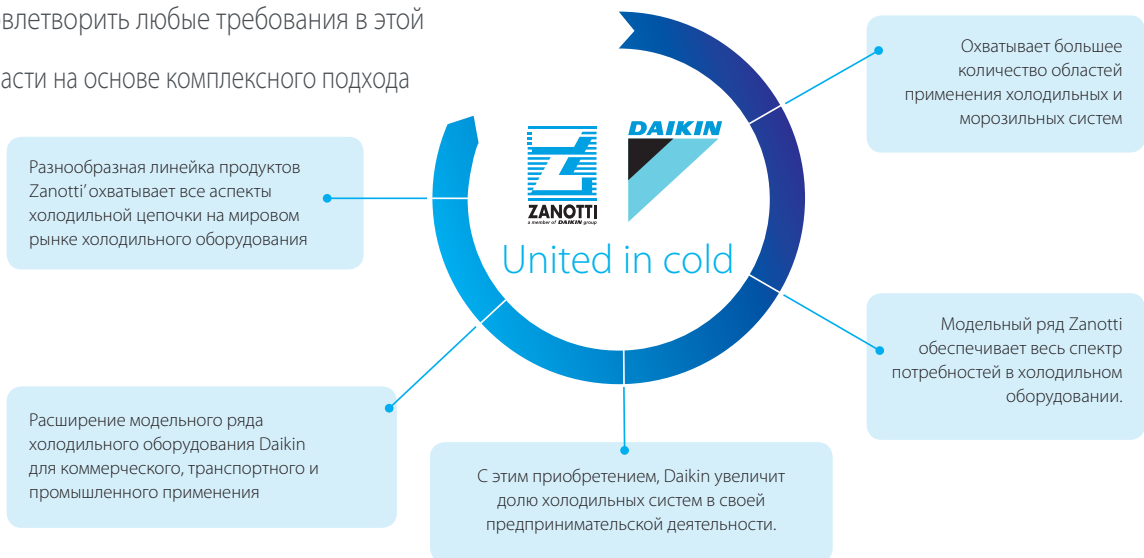 влетворить любые требования в этой
асти на основе комплексного подхода
Охватывает большее
количество областей
применения холодильных и
морозильных систем
Разнообразная линейка продуктов
Zanotti’ охватывает все аспекты
холодильной цепочки на мировом
рынке холодильного оборудования
DAIKIN
Z
ZANOTTI
a member of DAIKIN group
United in cold
Модельный ряд Zanotti
обеспечивает весь спектр
потребностей в холодильном
оборудовании.
Расширение модельного ряда
холодильного оборудования Daikin
для коммерческого, транспортного и
промышленного применения
С этим приобретением, Daikin увеличит
долю холодильных систем в своей
предпринимательской деятельности.